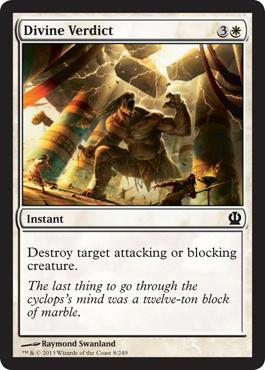 Divine Verdict 3
Instant
Destroy target attacking or blocking
creature.
The last thing to go through the
cyclops's mind was a twelve-ton block
of marble.
Raymond Swanland
™ & © 2013 Wizards of the Coast 8/249